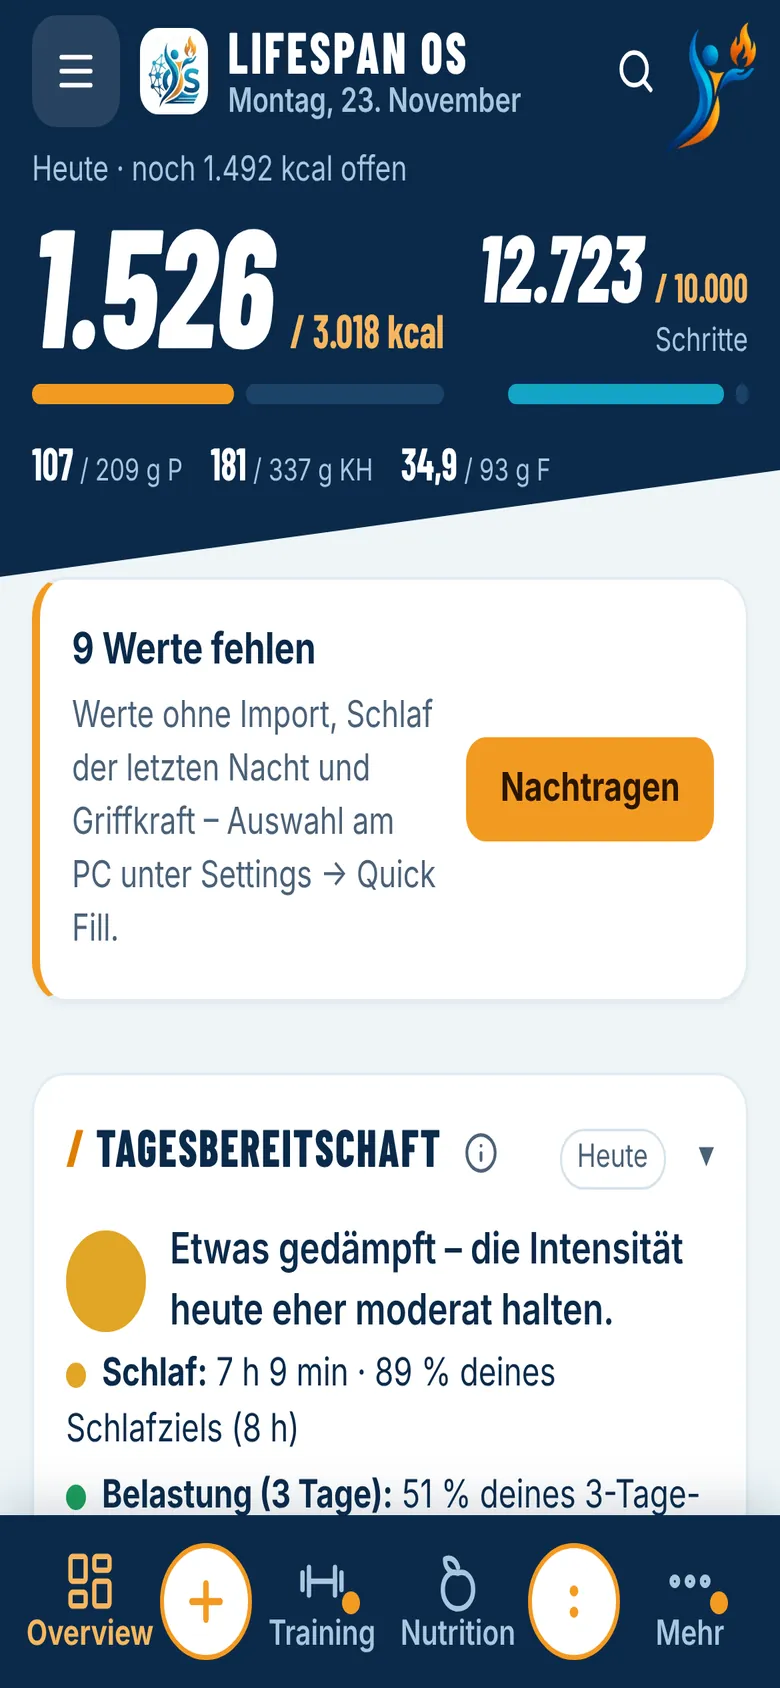 LIFESPAN OS
Montag, 23. November
Heute · noch 1.492 kcal offen
1.526 / 3.018 kcal
12.723 / 10.000
Schritte
107 / 209 g P 181 / 337 g KH 34,9 / 93 g F
9 Werte fehlen
Werte ohne Import, Schlaf
der letzten Nacht und
Griffkraft – Auswahl am
PC unter Settings → Quick
Fill.
Nachtragen
/ TAGESBEREITSCHAFT
Heute
Etwas gedämpft – die Intensität
heute eher moderat halten.
Schlaf: 7 h 9 min · 89 % deines
Schlafziels (8 h)
Belastung (3 Tage): 51 % deines 3-Tage-
Overview
Training
Nutrition
Mehr